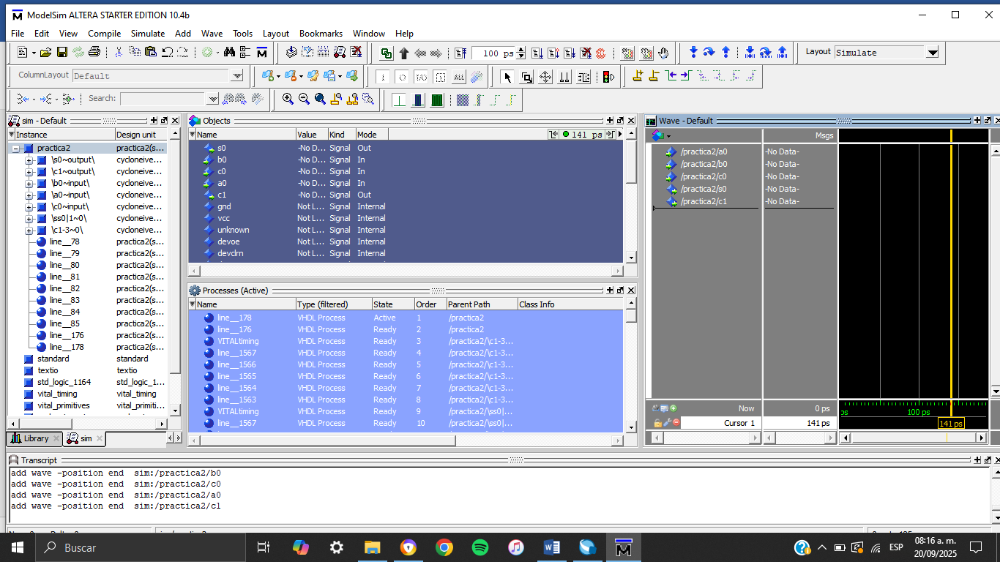 ModelSim ALTERA STARTER EDITION 10.4b
File Edit View Compile Simulate Add Wave Tools Layout Bookmarks Window Help
100 ps
Layout Simulate
ColumnLayout Default
ALL
Search:
sim - Default
Instance Design unit
practica2 practica2(s...
\s0~output\ cycloneive...
\c1~output\ cycloneive...
\b0~input\ cycloneive...
\a0~input\ cycloneive...
\c0~input\ cycloneive...
\ss0|1~0\ cycloneive...
\c1-3~0\ cycloneive...
line__78 practica2(s...
line__79 practica2(s...
line__80 practica2(s...
line__81 practica2(s...
line__82 practica2(s...
line__83 practica2(s...
line__84 practica2(s...
line__85 practica2(s...
line__176 practica2(s...
line__178 practica2(s...
standard standard
textio textio
std_logic_1164 std_logic_1...
vital_timing vital_timing
vital_primitives vital_primiti...
Library sim
Objects
Name Value Kind Mode 141 ps
s0 -No D... Signal Out
b0 -No D... Signal In
c0 -No D... Signal In
a0 -No D... Signal In
c1 -No D... Signal Out
gnd Not L... Signal Internal
vcc Not L... Signal Internal
unknown Not L... Signal Internal
devoe Not L... Signal Internal
devclrn Not L... Signal Internal
Processes (Active)
Name Type (filtered) State Order Parent Path Class Info
line__178 VHDL Process Active 1 /practica2
line__176 VHDL Process Ready 2 /practica2
VITALtiming VHDL Process Ready 3 /practica2/\c1-3...
line__1567 VHDL Process Ready 4 /practica2/\c1-3...
line__1566 VHDL Process Ready 5 /practica2/\c1-3...
line__1565 VHDL Process Ready 6 /practica2/\c1-3...
line__1564 VHDL Process Ready 7 /practica2/\c1-3...
line__1563 VHDL Process Ready 8 /practica2/\c1-3...
VITALtiming VHDL Process Ready 9 /practica2/\ss0|...
line__1567 VHDL Process Ready 10 /practica2/\ss0|...
Wave - Default
Msgs
/practica2/a0 -No Data-
/practica2/b0 -No Data-
/practica2/c0 -No Data-
/practica2/s0 -No Data-
/practica2/c1 -No Data-
Now 0 ps ps 100 ps
Cursor 1 141 ps 141 ps
Transcript
add wave -position end  sim:/practica2/b0
add wave -position end  sim:/practica2/c0
add wave -position end  sim:/practica2/a0
add wave -position end  sim:/practica2/c1
Buscar
ESP
08:16 a. m.
20/09/2025